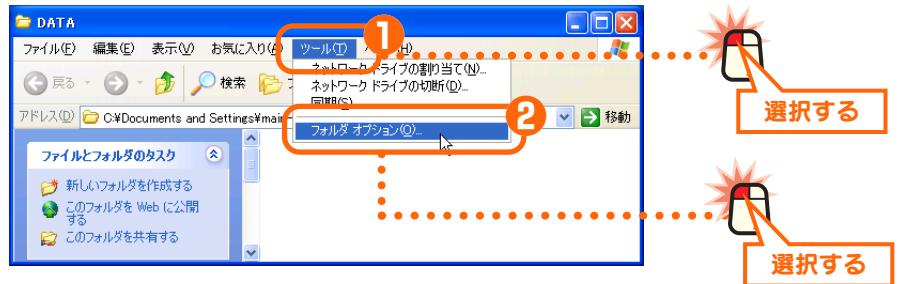 DATA
ファイル(F) 編集(E) 表示(V) お気に入り(A) ツール(T) (H)
1
ネットワーク ドライブの割り当て(N)...
ネットワーク ドライブの切断(D)...
同期(S)...
戻る 検索
アドレス(D) C:¥Documents and Settings¥main 移動
フォルダ オプション(O)...
2
選択する
ファイルとフォルダのタスク
新しいフォルダを作成する
このフォルダを Web に公開
する
このフォルダを共有する
選択する